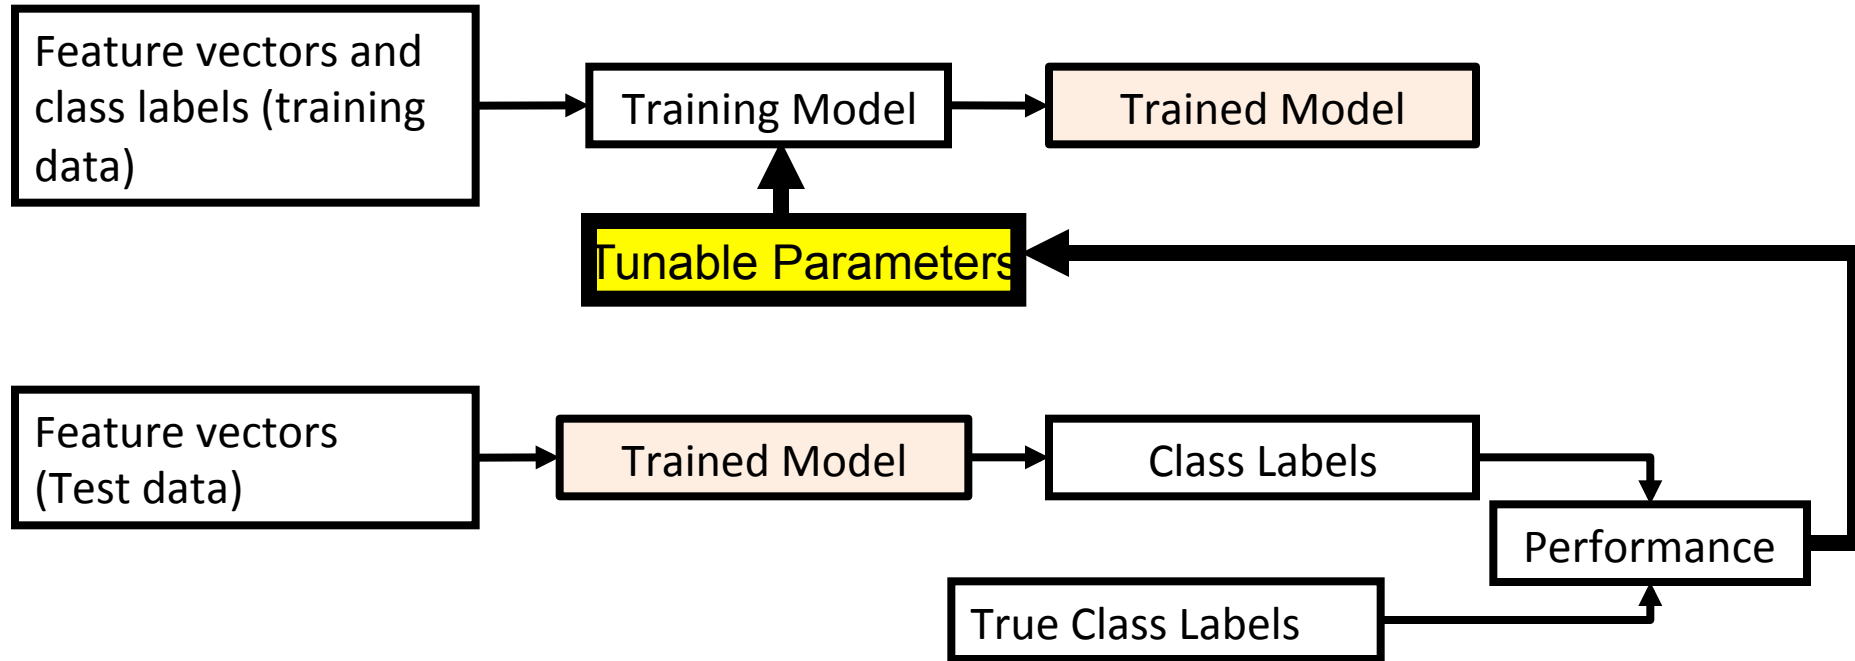 Feature vectors and
class labels (training
data)
Training Model
Trained Model
Tunable Parameters
Feature vectors
(Test data)
Trained Model
Class Labels
Performance
True Class Labels